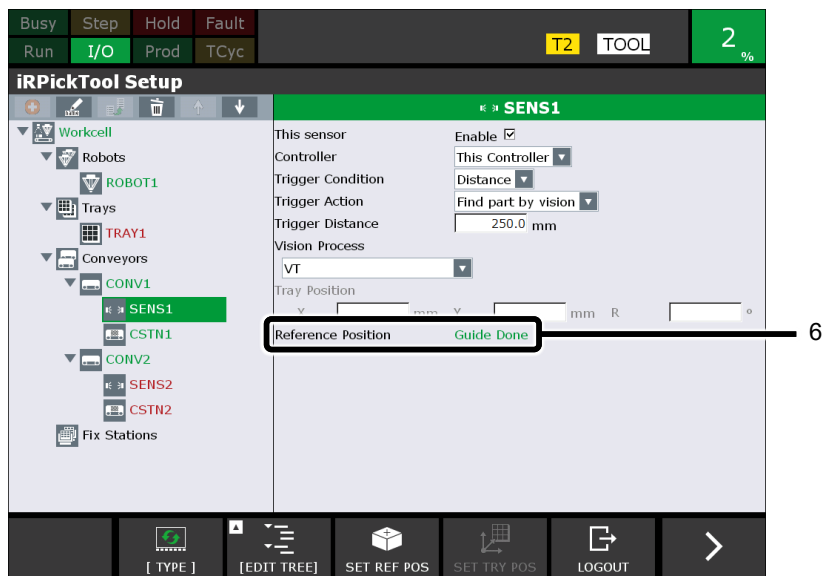 Busy Step Hold Fault
Run I/O Prod TCyc
T2 TOOL
2 %
iRPickTool Setup
SENS1
Workcell
Robots
ROBOT1
Trays
TRAY1
Conveyors
CONV1
SENS1
CSTN1
CONV2
SENS2
CSTN2
Fix Stations
This sensor Enable
Controller This Controller
Trigger Condition Distance
Trigger Action Find part by vision
Trigger Distance 250.0 mm
Vision Process
VT
Tray Position
X mm Y mm R °
Reference Position Guide Done
6
[ TYPE ] [EDIT TREE] SET REF POS SET TRY POS LOGOUT